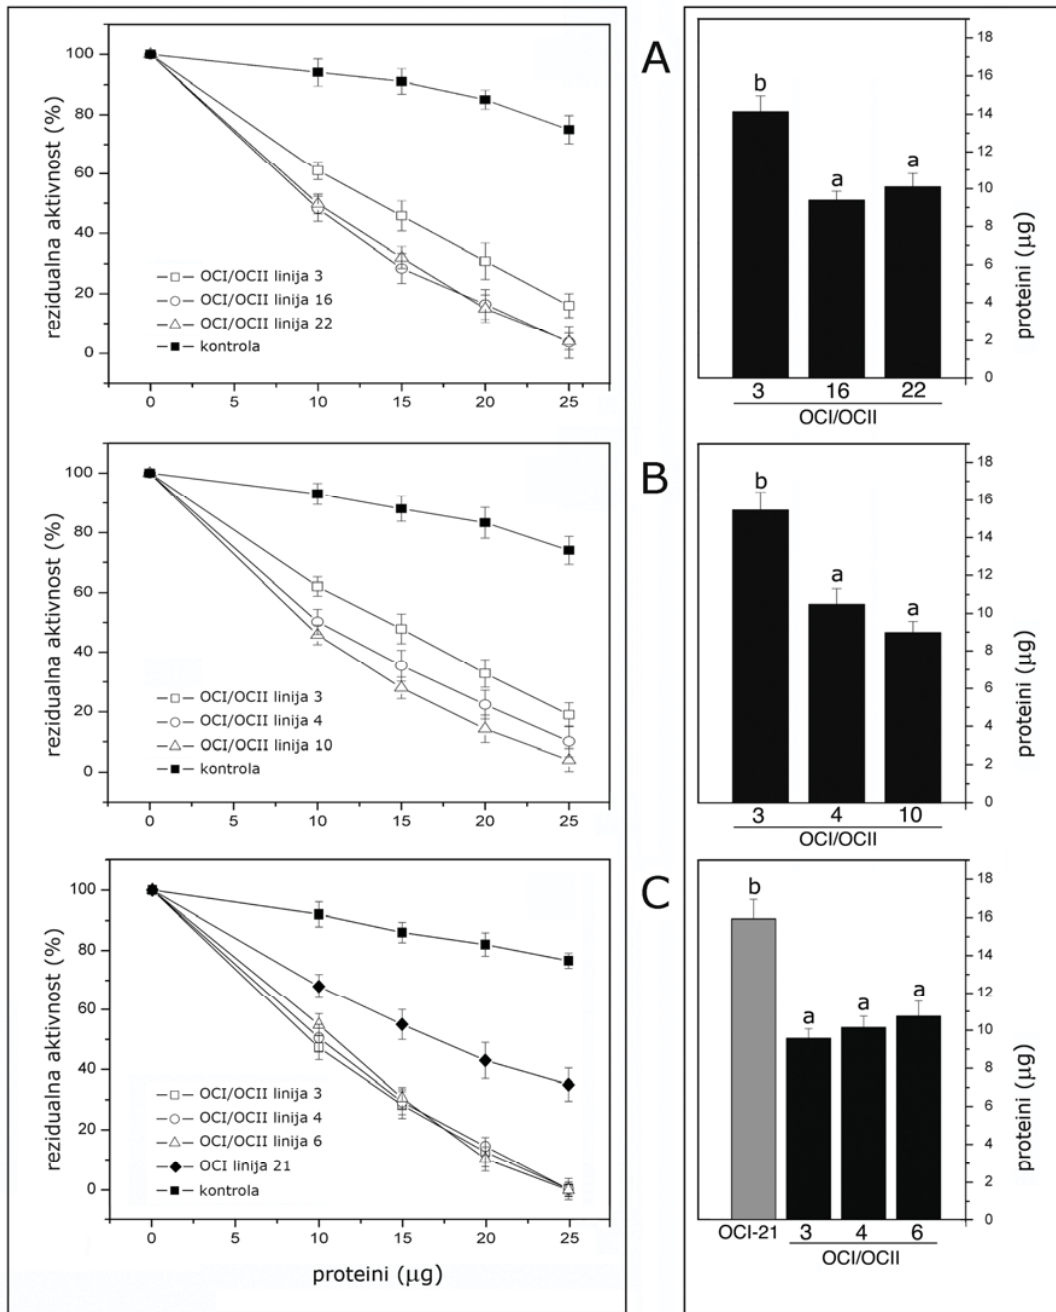 A
rezidualna aktivnost (%)
100
80
60
40
20
0
OCI/OCII linija 3
OCI/OCII linija 16
OCI/OCII linija 22
kontrola
0 5 10 15 20 25
b
a
a
18
16
14
12
10
8
6
4
2
0
proteini (µg)
3 16 22
OCI/OCII
B
rezidualna aktivnost (%)
100
80
60
40
20
0
OCI/OCII linija 3
OCI/OCII linija 4
OCI/OCII linija 10
kontrola
0 5 10 15 20 25
b
a
a
18
16
14
12
10
8
6
4
2
0
proteini (µg)
3 4 10
OCI/OCII
C
rezidualna aktivnost (%)
100
80
60
40
20
0
OCI/OCII linija 3
OCI/OCII linija 4
OCI/OCII linija 6
OCI linija 21
kontrola
0 5 10 15 20 25
proteini (µg)
b
a
a
a
18
16
14
12
10
8
6
4
2
0
proteini (µg)
OCI-21 3 4 6
OCI/OCII